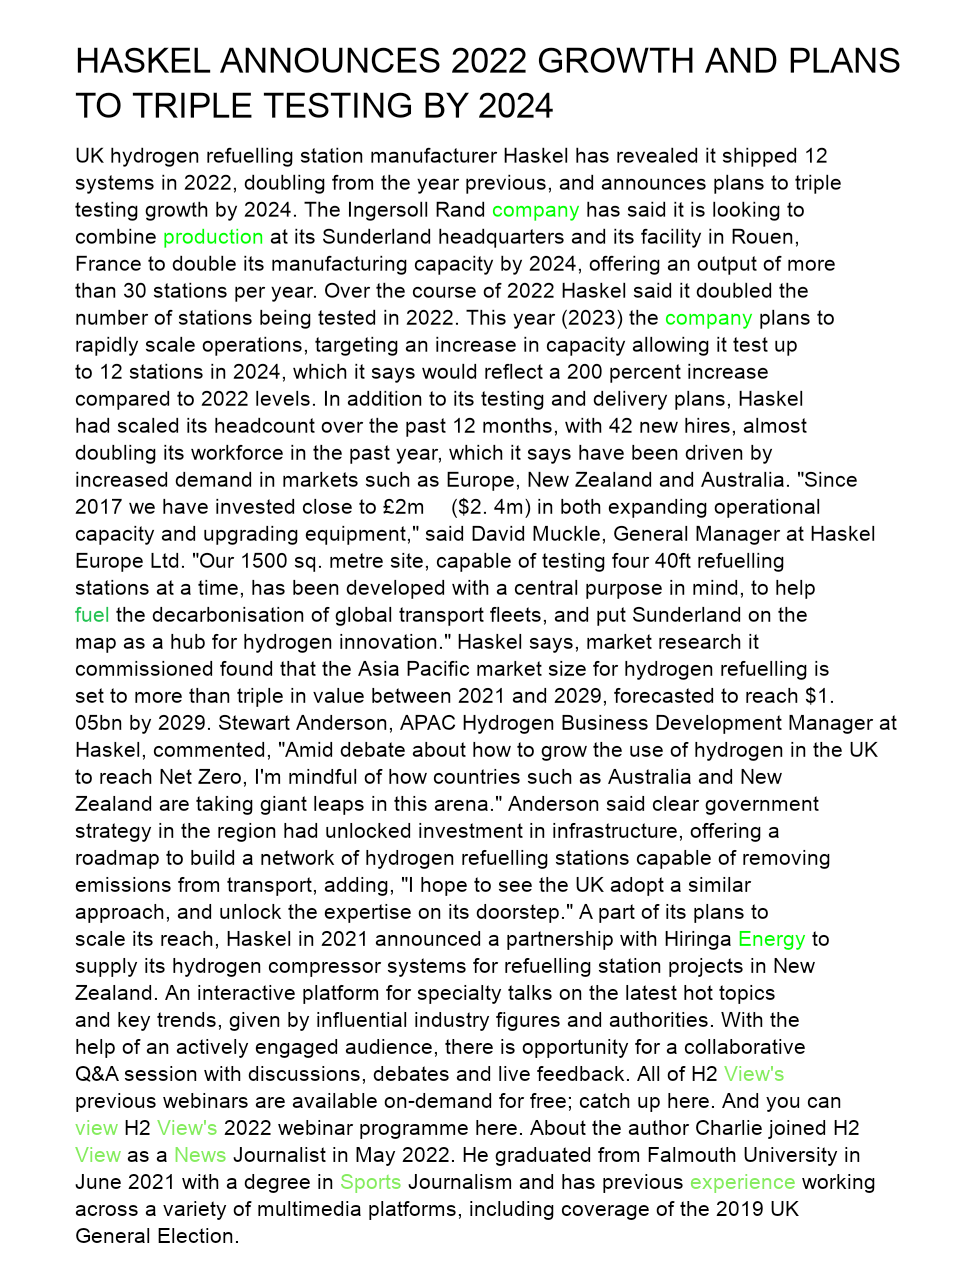 HASKEL ANNOUNCES 2022 GROWTH AND PLANS
TO TRIPLE TESTING BY 2024
UK hydrogen refuelling station manufacturer Haskel has revealed it shipped 12
systems in 2022, doubling from the year previous, and announces plans to triple
testing growth by 2024. The Ingersoll Rand company has said it is looking to
combine production at its Sunderland headquarters and its facility in Rouen,
France to double its manufacturing capacity by 2024, offering an output of more
than 30 stations per year. Over the course of 2022 Haskel said it doubled the
number of stations being tested in 2022. This year (2023) the company plans to
rapidly scale operations, targeting an increase in capacity allowing it test up
to 12 stations in 2024, which it says would reflect a 200 percent increase
compared to 2022 levels. In addition to its testing and delivery plans, Haskel
had scaled its headcount over the past 12 months, with 42 new hires, almost
doubling its workforce in the past year, which it says have been driven by
increased demand in markets such as Europe, New Zealand and Australia. "Since
2017 we have invested close to £2m ($2. 4m) in both expanding operational
capacity and upgrading equipment," said David Muckle, General Manager at Haskel
Europe Ltd. "Our 1500 sq. metre site, capable of testing four 40ft refuelling
stations at a time, has been developed with a central purpose in mind, to help
fuel the decarbonisation of global transport fleets, and put Sunderland on the
map as a hub for hydrogen innovation." Haskel says, market research it
commissioned found that the Asia Pacific market size for hydrogen refuelling is
set to more than triple in value between 2021 and 2029, forecasted to reach $1.
05bn by 2029. Stewart Anderson, APAC Hydrogen Business Development Manager at
Haskel, commented, "Amid debate about how to grow the use of hydrogen in the UK
to reach Net Zero, I'm mindful of how countries such as Australia and New
Zealand are taking giant leaps in this arena." Anderson said clear government
strategy in the region had unlocked investment in infrastructure, offering a
roadmap to build a network of hydrogen refuelling stations capable of removing
emissions from transport, adding, "I hope to see the UK adopt a similar
approach, and unlock the expertise on its doorstep." A part of its plans to
scale its reach, Haskel in 2021 announced a partnership with Hiringa Energy to
supply its hydrogen compressor systems for refuelling station projects in New
Zealand. An interactive platform for specialty talks on the latest hot topics
and key trends, given by influential industry figures and authorities. With the
help of an actively engaged audience, there is opportunity for a collaborative
Q&A session with discussions, debates and live feedback. All of H2 View's
previous webinars are available on-demand for free; catch up here. And you can
view H2 View's 2022 webinar programme here. About the author Charlie joined H2
View as a News Journalist in May 2022. He graduated from Falmouth University in
June 2021 with a degree in Sports Journalism and has previous experience working
across a variety of multimedia platforms, including coverage of the 2019 UK
General Election.